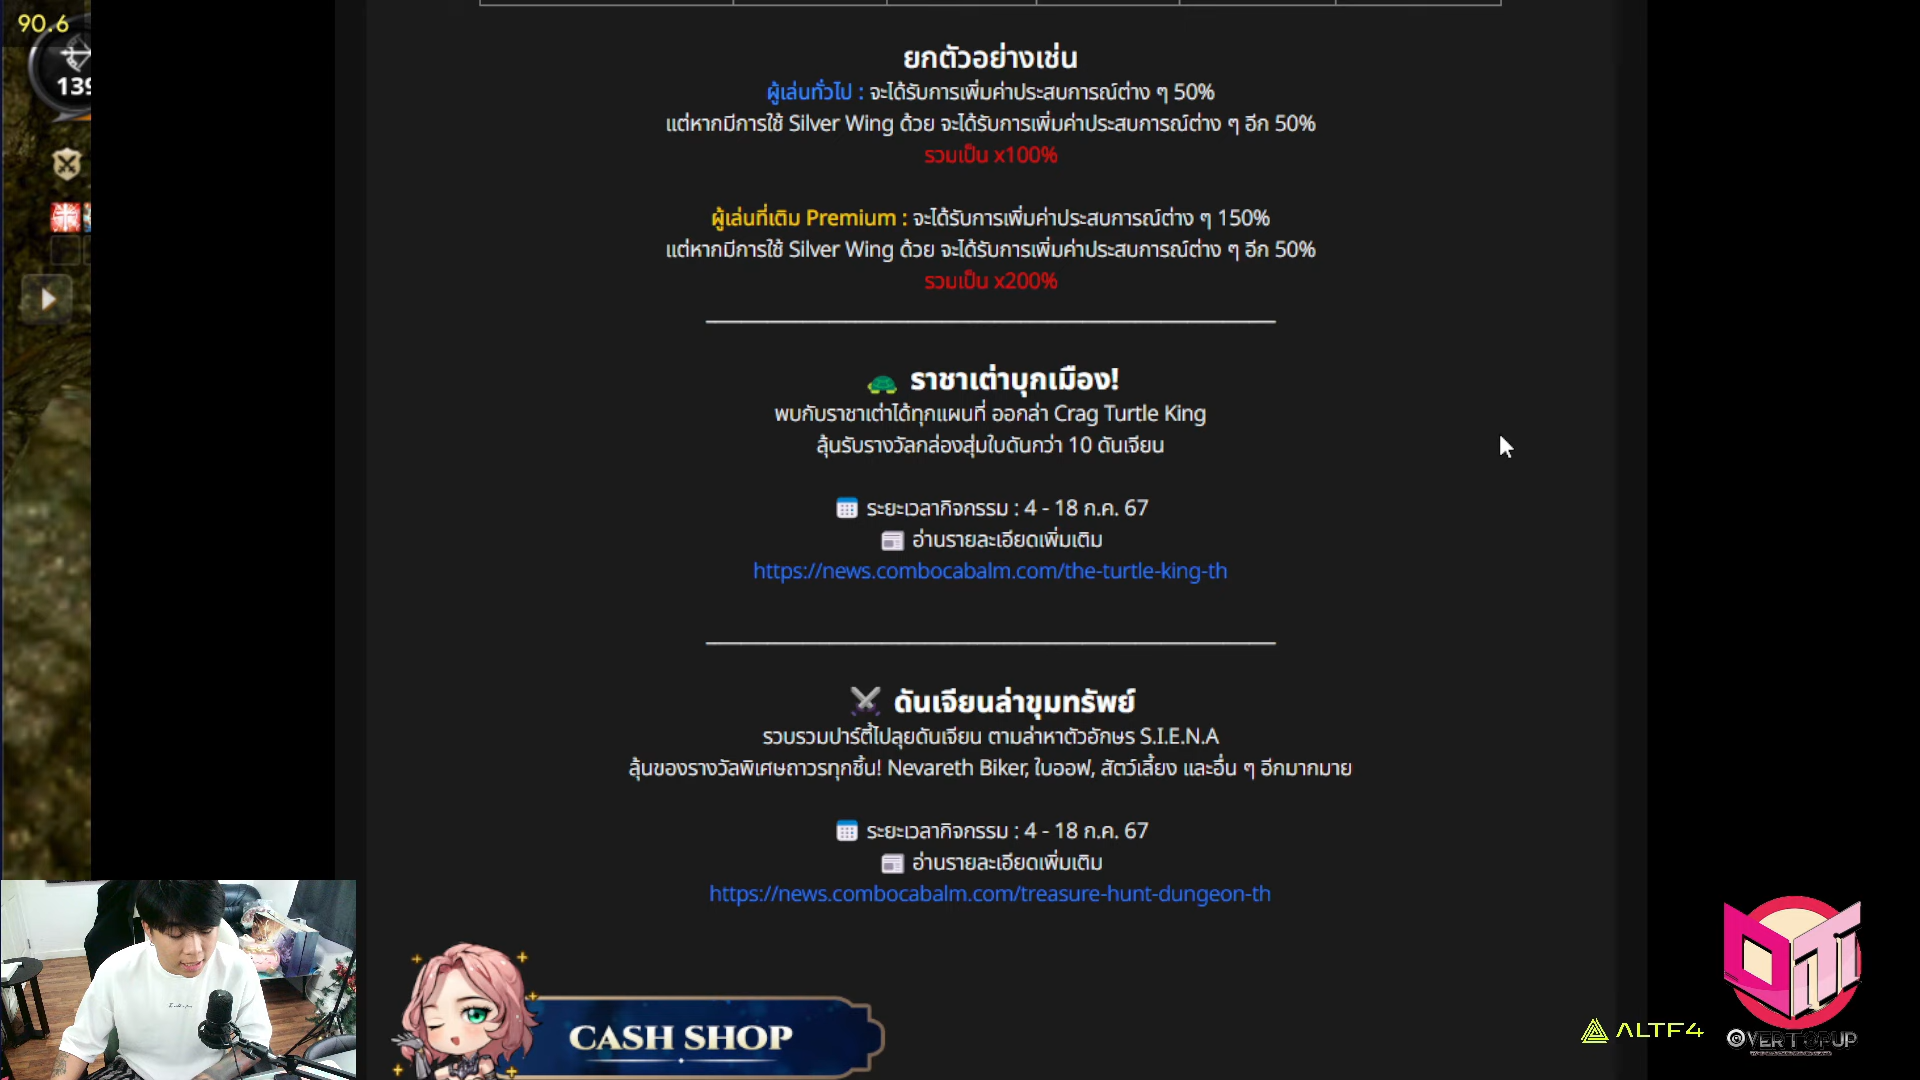 90.6
139
ยกตัวอย่างเช่น
ผู้เล่นทั่วไป : จะได้รับการเพิ่มค่าประสบการณ์ต่าง ๆ 50%
แต่หากมีการใช้ Silver Wing ด้วย จะได้รับการเพิ่มค่าประสบการณ์ต่าง ๆ อีก 50%
รวมเป็น x100%
ผู้เล่นที่เติม Premium : จะได้รับการเพิ่มค่าประสบการณ์ต่าง ๆ 150%
แต่หากมีการใช้ Silver Wing ด้วย จะได้รับการเพิ่มค่าประสบการณ์ต่าง ๆ อีก 50%
รวมเป็น x200%
ราชาเต่าบุกเมือง!
พบกับราชาเต่าได้ทุกแผนที่ ออกล่า Crag Turtle King
ลุ้นรับรางวัลกล่องสุ่มใบดันกว่า 10 ดันเจียน
ระยะเวลากิจกรรม : 4 - 18 ก.ค. 67
อ่านรายละเอียดเพิ่มเติม
https://news.combocabalm.com/the-turtle-king-th
ดันเจียนล่าขุมทรัพย์
รวบรวมปาร์ตี้ไปลุยดันเจียน ตามล่าหาตัวอักษร S.I.E.N.A
ลุ้นของรางวัลพิเศษถาวรทุกชิ้น! Nevareth Biker, ใบออฟ, สัตว์เลี้ยง และอื่น ๆ อีกมากมาย
ระยะเวลากิจกรรม : 4 - 18 ก.ค. 67
อ่านรายละเอียดเพิ่มเติม
https://news.combocabalm.com/treasure-hunt-dungeon-th
CASH SHOP
ALTF4
OVERTOPUP